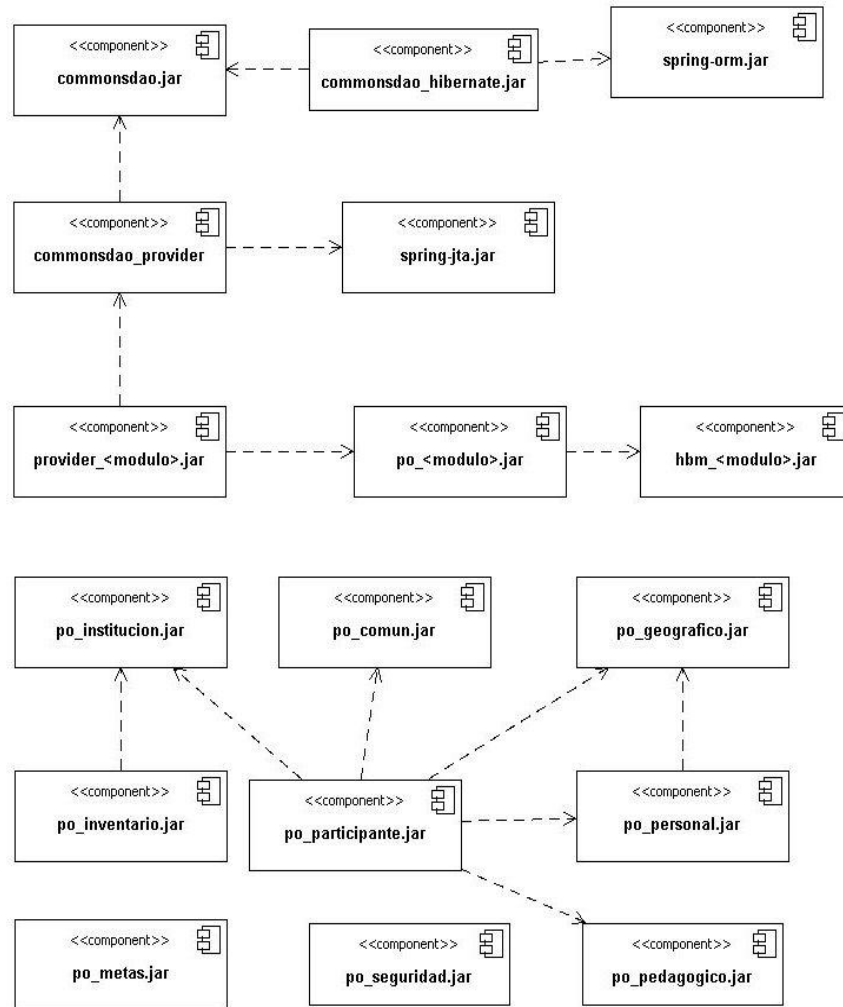 <<component>>
commonsdao.jar
<<component>>
commonsdao_hibernate.jar
<<component>>
spring-orm.jar
<<component>>
commonsdao_provider
<<component>>
spring-jta.jar
<<component>>
provider_<modulo>.jar
<<component>>
po_<modulo>.jar
<<component>>
hbm_<modulo>.jar
<<component>>
po_institucion.jar
<<component>>
po_comun.jar
<<component>>
po_geografico.jar
<<component>>
po_inventario.jar
<<component>>
po_participante.jar
<<component>>
po_personal.jar
<<component>>
po_metas.jar
<<component>>
po_seguridad.jar
<<component>>
po_pedagogico.jar